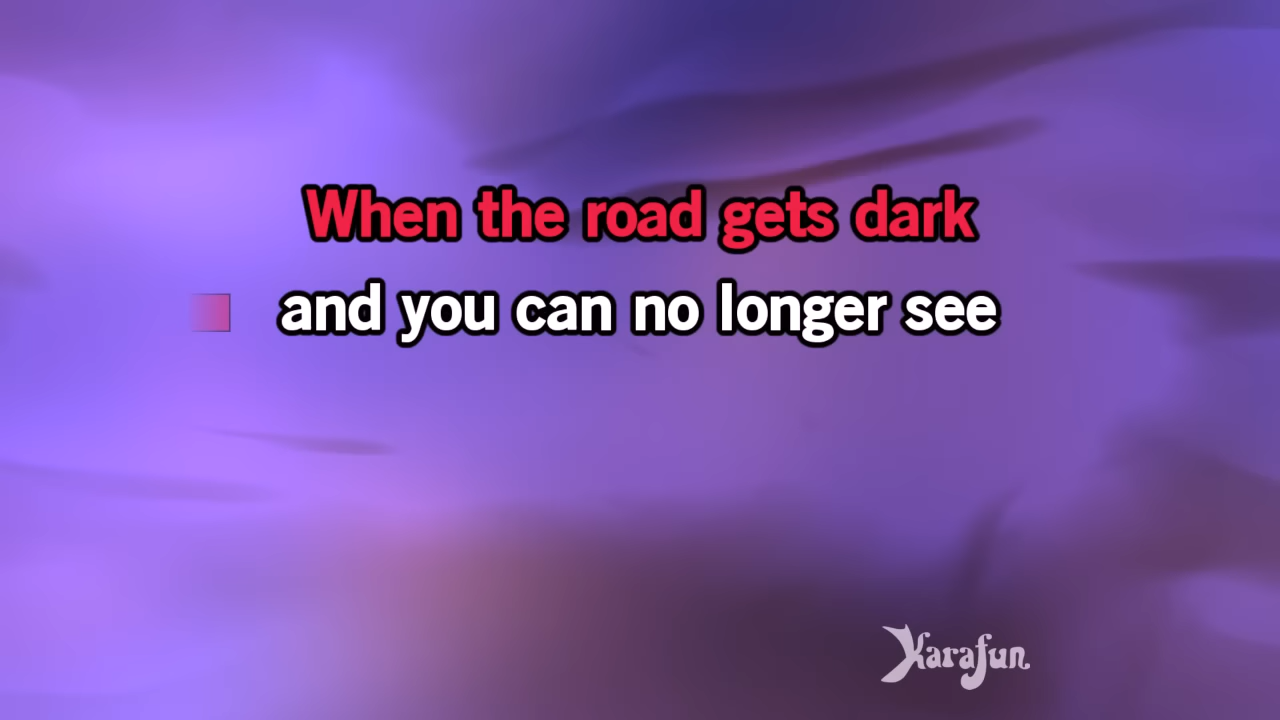 When the road gets dark
and you can no longer see
Karafun